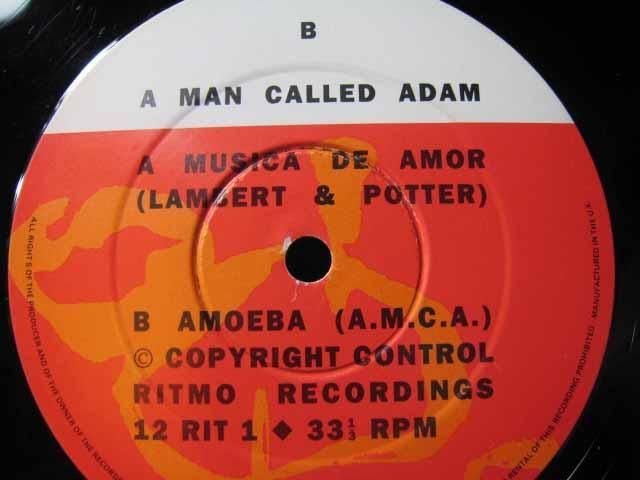 B
A MAN CALLED ADAM
A MUSICA DE AMOR
(LAMBERT & POTTER)
B AMOEBA (A.M.C.A.)
© COPYRIGHT CONTROL
RITMO RECORDINGS
12 RIT 1 ◆ 33⅓ RPM
ALL RIGHTS OF THE PRODUCER AND OF THE OWNER OF THE RECORDED
RENTAL OF THIS RECORDING PROHIBITED. MANUFACTURED IN THE U.K.